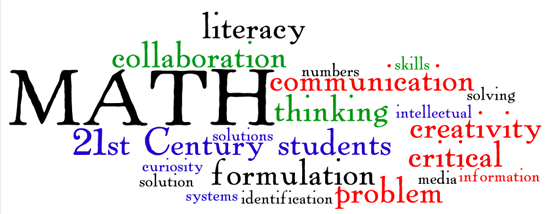 literacy
collaboration
numbers
skills
MATH
communication
solving
thinking
intellectual
21st Century students
solutions
creativity
critical
curiosity
formulation
media
information
solution
systems
identification
problem